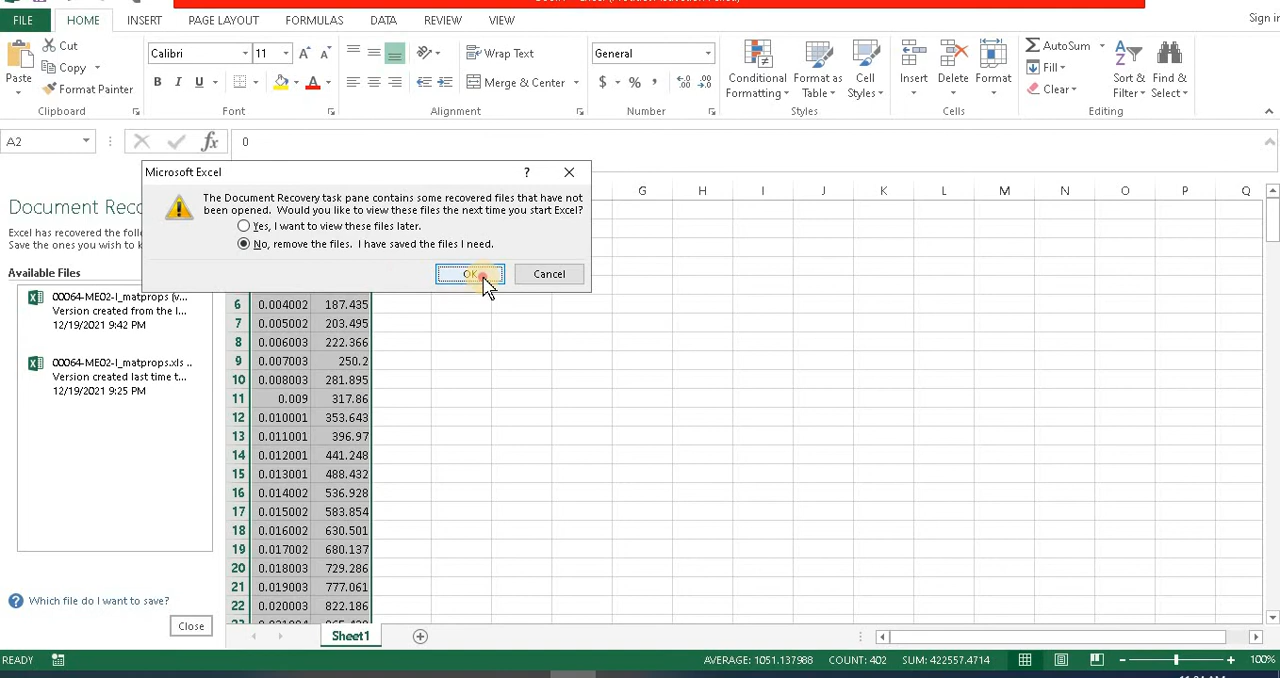 FILE HOME INSERT PAGE LAYOUT FORMULAS DATA REVIEW VIEW Sign in
Cut
Copy
Format Painter
Paste
Clipboard
Calibri 11
B I U
Font
Wrap Text
Merge & Center
Alignment
General
$ % ,
Number
Conditional Formatting
Format as Table
Cell Styles
Styles
Insert
Delete
Format
Cells
AutoSum
Fill
Clear
Sort & Filter
Find & Select
Editing
A2 fx 0
Microsoft Excel ?
The Document Recovery task pane contains some recovered files that have not
been opened. Would you like to view these files the next time you start Excel?
Yes, I want to view these files later.
No, remove the files. I have saved the files I need.
OK Cancel
Document Reco
Excel has recovered the follo
Save the ones you wish to k
Available Files
00064-ME02-I_matprops (v...
Version created from the l...
12/19/2021 9:42 PM
00064-ME02-I_matprops.xls ..
Version created last time t...
12/19/2021 9:25 PM
Which file do I want to save?
Close
G H I J K L M N O P Q
6 0.004002 187.435
7 0.005002 203.495
8 0.006003 222.366
9 0.007003 250.2
10 0.008003 281.895
11 0.009 317.86
12 0.010001 353.643
13 0.011001 396.97
14 0.012001 441.248
15 0.013001 488.432
16 0.014002 536.928
17 0.015002 583.854
18 0.016002 630.501
19 0.017002 680.137
20 0.018003 729.286
21 0.019003 777.061
22 0.020003 822.186
Sheet1
READY AVERAGE: 1051.137988 COUNT: 402 SUM: 422557.4714 100%